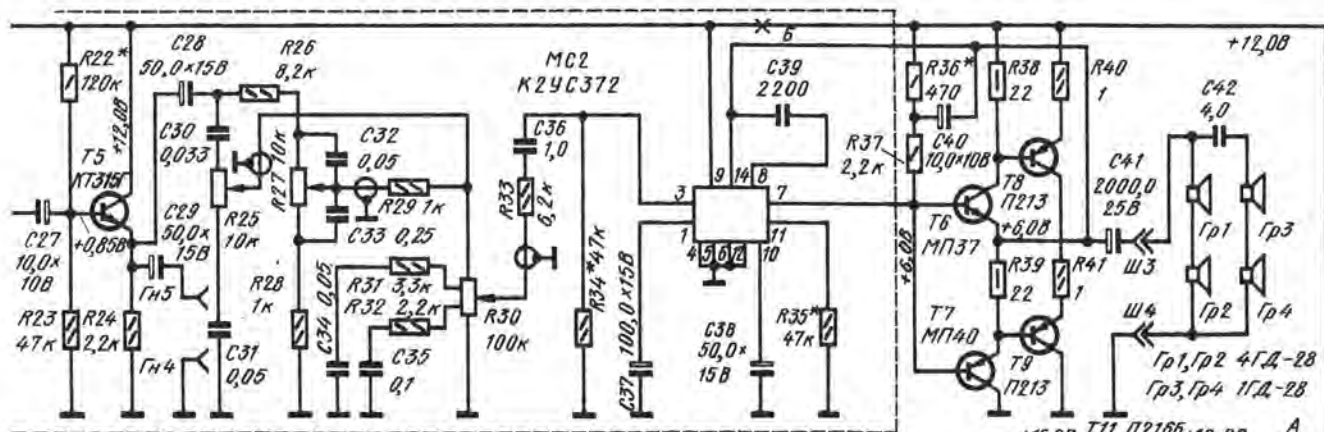 R22*
120к
+12,0В
C28
50,0×15В
R26
8,2к
C30
0,033
T5
КТ315Г
C29
50,0×
15В
+0,85В
C27
10,0×
10В
R23
47к
R24
2,2к
Гн5
Гн4
R25
10к
C31
0,05
R27 10к
R28
1к
C32
0,05
R29 1к
C33 0,25
C34 0,05
R31
3,3к
R32
2,2к
C35
0,1
R30
100к
C36
1,0
R33
6,2к
R34* 47к
МС2
К2УС372
C37 100,0×15В
3
1
4
5
6
12
9
14
8
7
11
10
C38
50,0×
15В
R35*
47к
Б
C39
2200
R36*
470
C40
10,0×10В
R37
2,2к
+6,0В
R38
22
R40
1
T8
П213
T6
МП37
+6,0В
R39
22
R41
1
T7
МП40
T9
П213
+12,0В
C41
2000,0
25В
C42
4,0
Ш3
Ш4
Гр1
Гр3
Гр2
Гр4
Гр1, Гр2 4ГД-28
Гр3, Гр4 1ГД-28
T11 П216Б
А